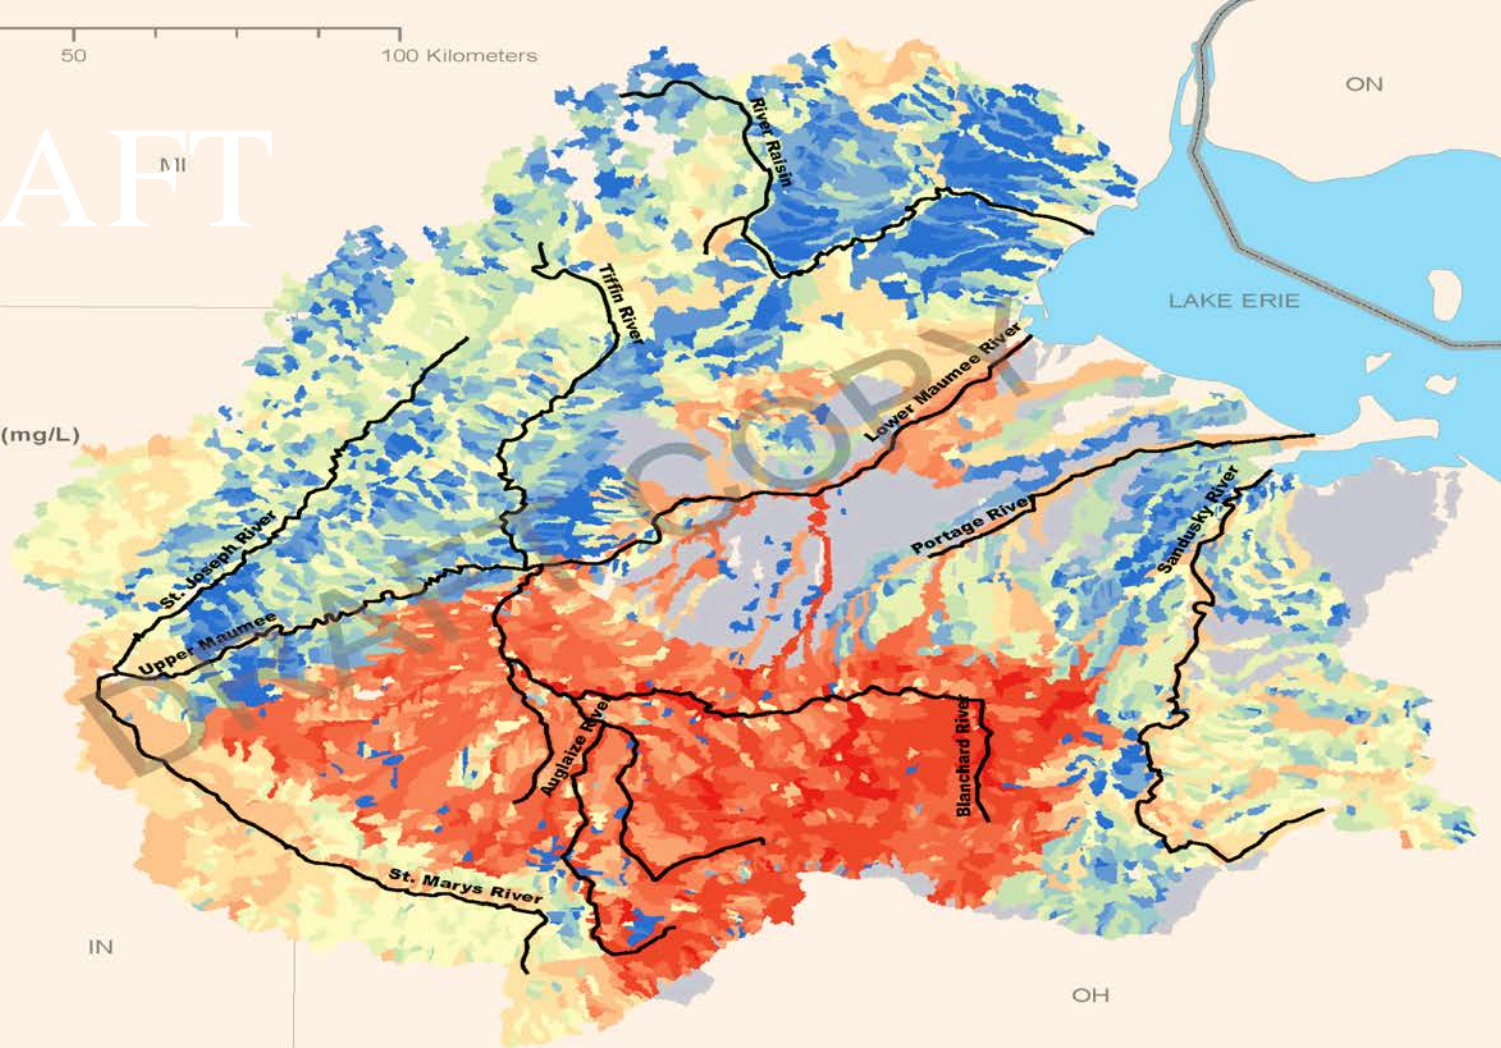 50
100 Kilometers
ON
AFT
MI
River Raisin
Tiffin River
LAKE ERIE
Lower Maumee River
(mg/L)
Portage River
Sandusky River
St. Joseph River
Upper Maumee
DRAFT COPY
Auglaize River
Blanchard River
St. Marys River
IN
OH